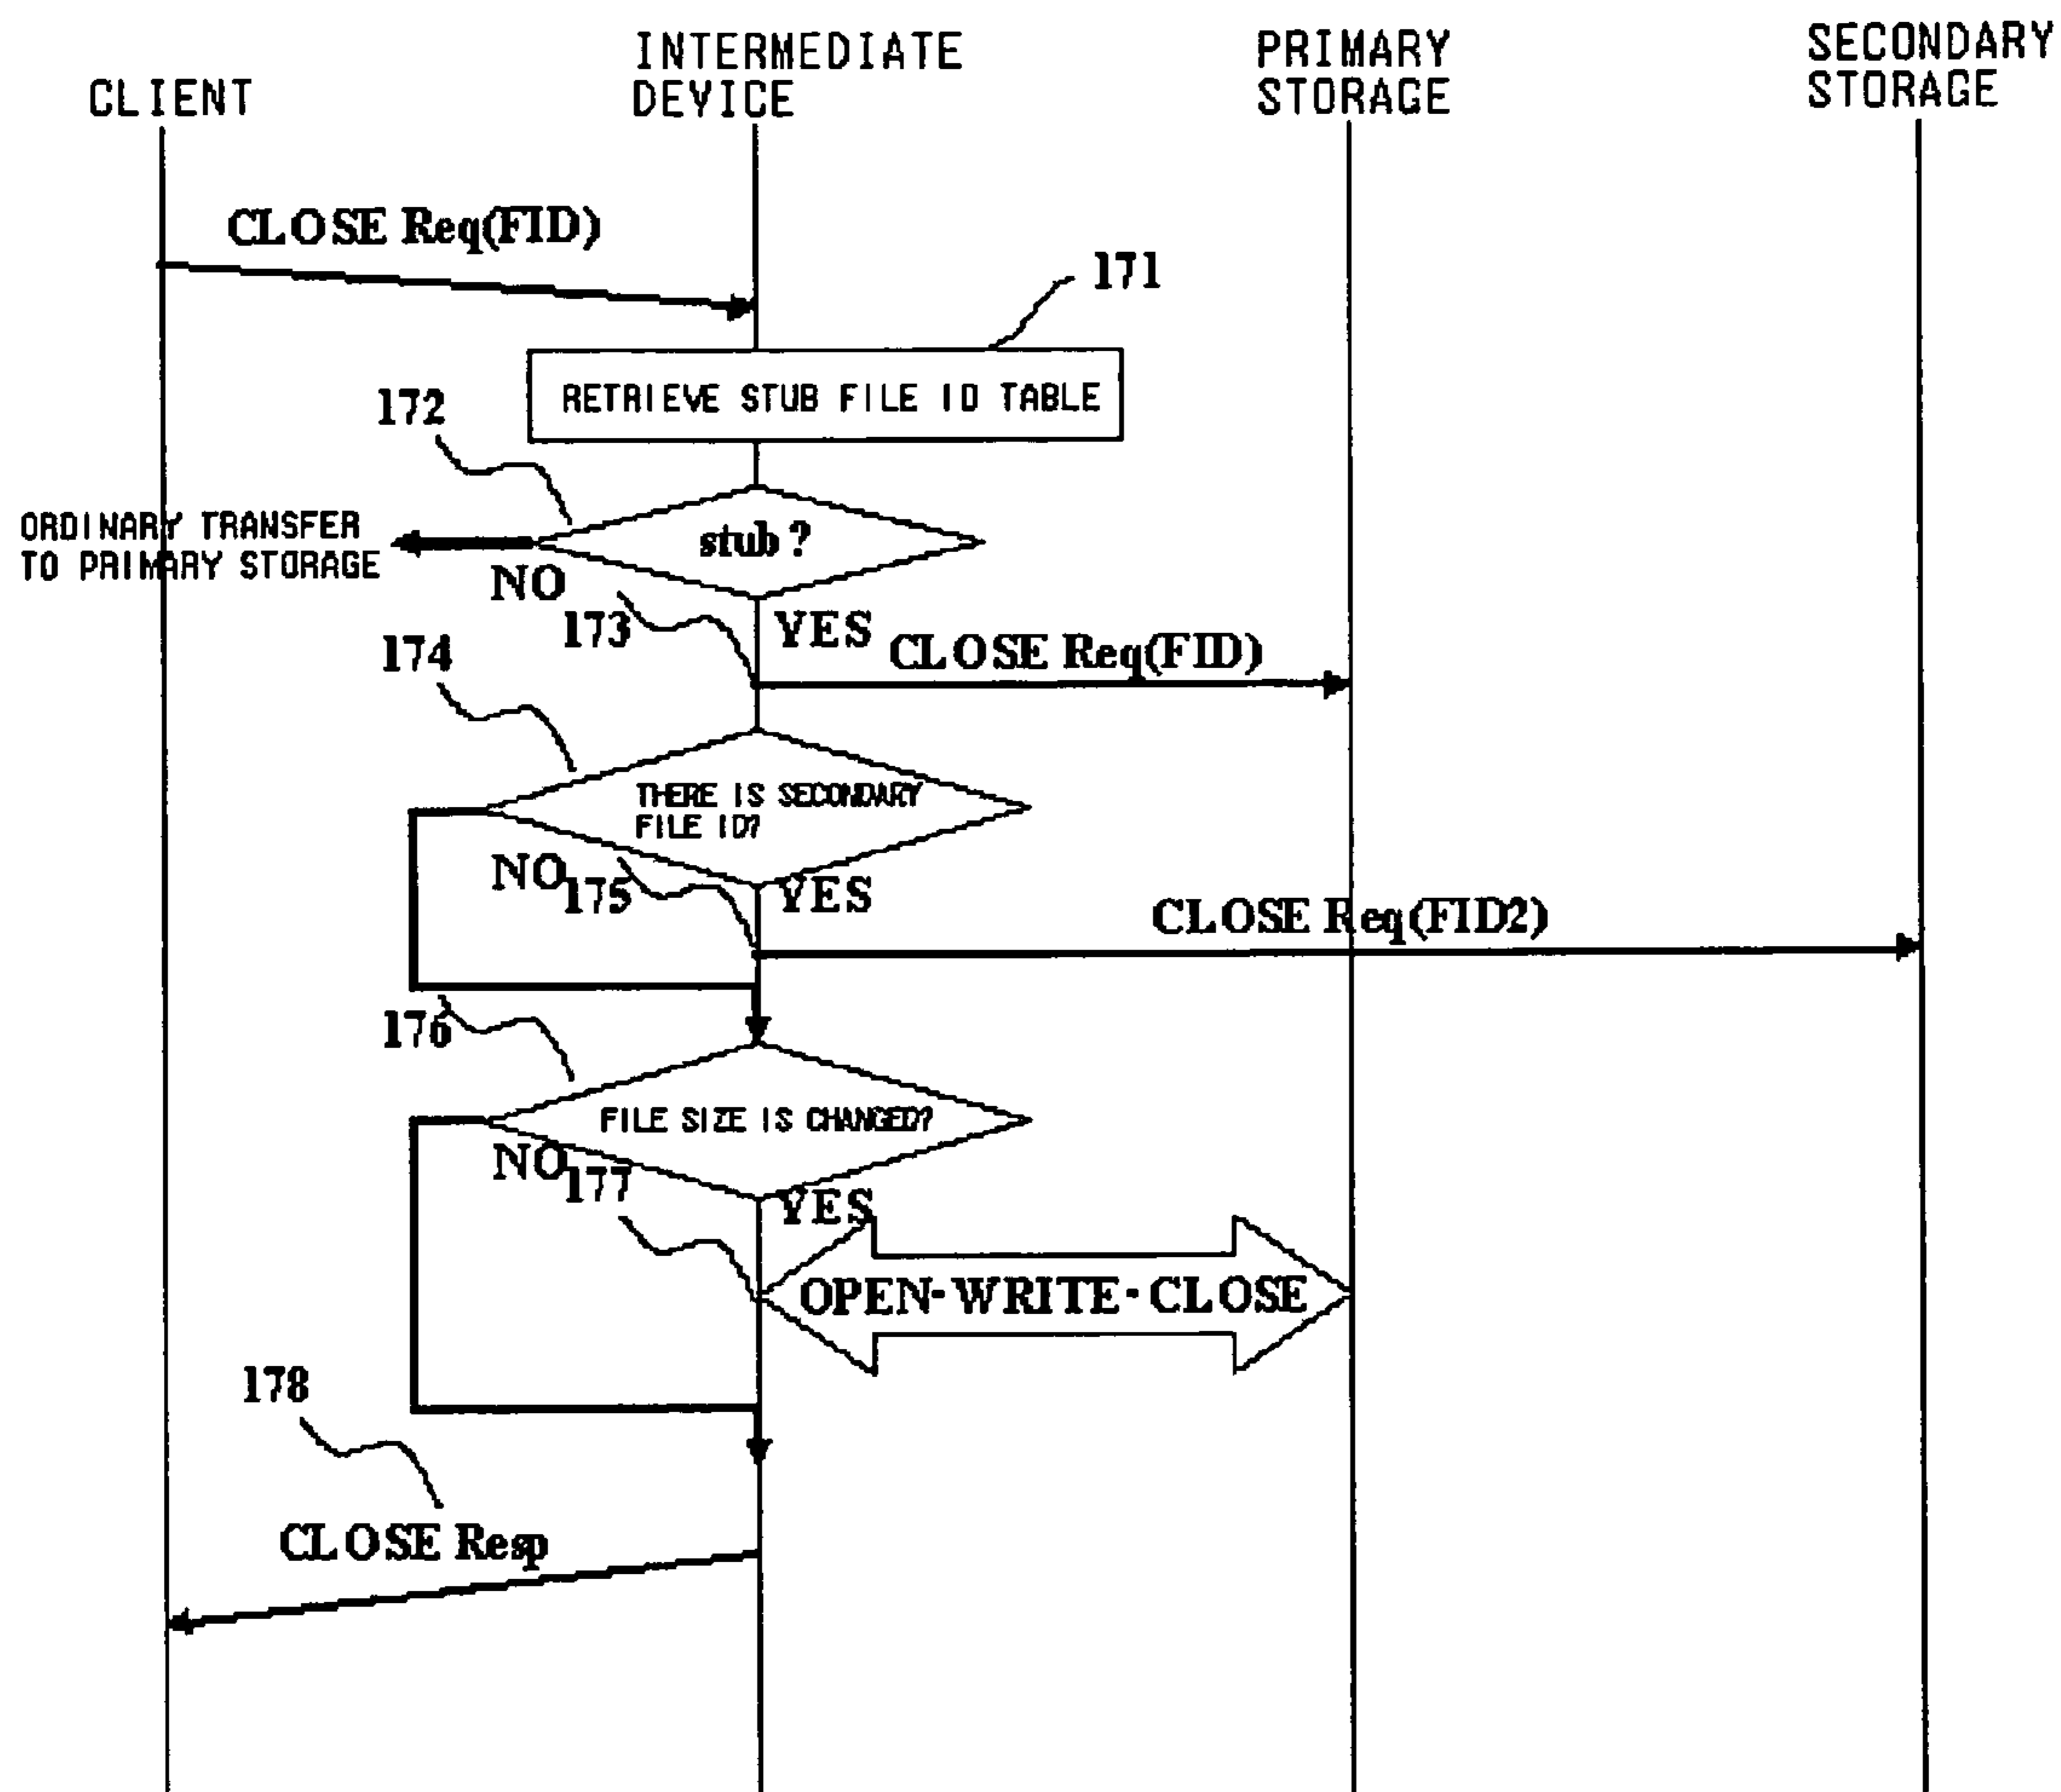 CLIENT
INTERMEDIATE
DEVICE
PRIMARY
STORAGE
SECONDARY
STORAGE
CLOSE Req(FID)
171
RETRIEVE STUB FILE ID TABLE
172
ORDINARY TRANSFER
TO PRIMARY STORAGE
stub ?
NO
173
YES
CLOSE Req(FID)
174
THERE IS SECONDARY
FILE ID?
NO
175
YES
CLOSE Req(FID2)
176
FILE SIZE IS CHANGED?
NO
177
YES
OPEN-WRITE-CLOSE
178
CLOSE Resp